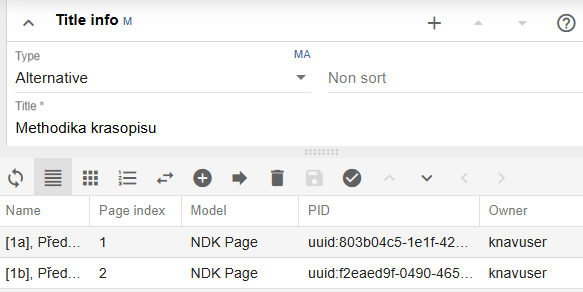 Title info M
Type MA
Alternative Non sort
Title *
Methodika krasopisu
Name Page index Model PID Owner
[1a], Před... 1 NDK Page uuid:803b04c5-1e1f-42... knavuser
[1b], Před... 2 NDK Page uuid:f2eaed9f-0490-465... knavuser